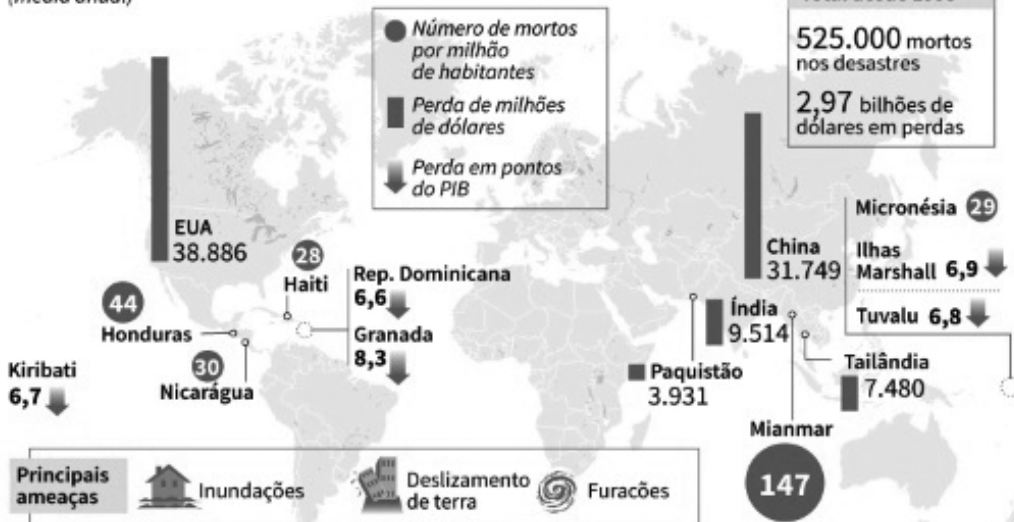 (média anual)
Número de mortos
por milhão
de habitantes
Perda de milhões
de dólares
Perda em pontos
do PIB
525.000 mortos
nos desastres
2,97 bilhões de
dólares em perdas
EUA
38.886
28
Haiti
44
Honduras
30
Nicarágua
Rep. Dominicana
6,6
Granada
8,3
Kiribati
6,7
China
31.749
Índia
9.514
Paquistão
3.931
Tailândia
7.480
Mianmar
147
Micronésia 29
Ilhas
Marshall 6,9
Tuvalu 6,8
Principais
ameaças
Inundações
Deslizamento
de terra
Furacões